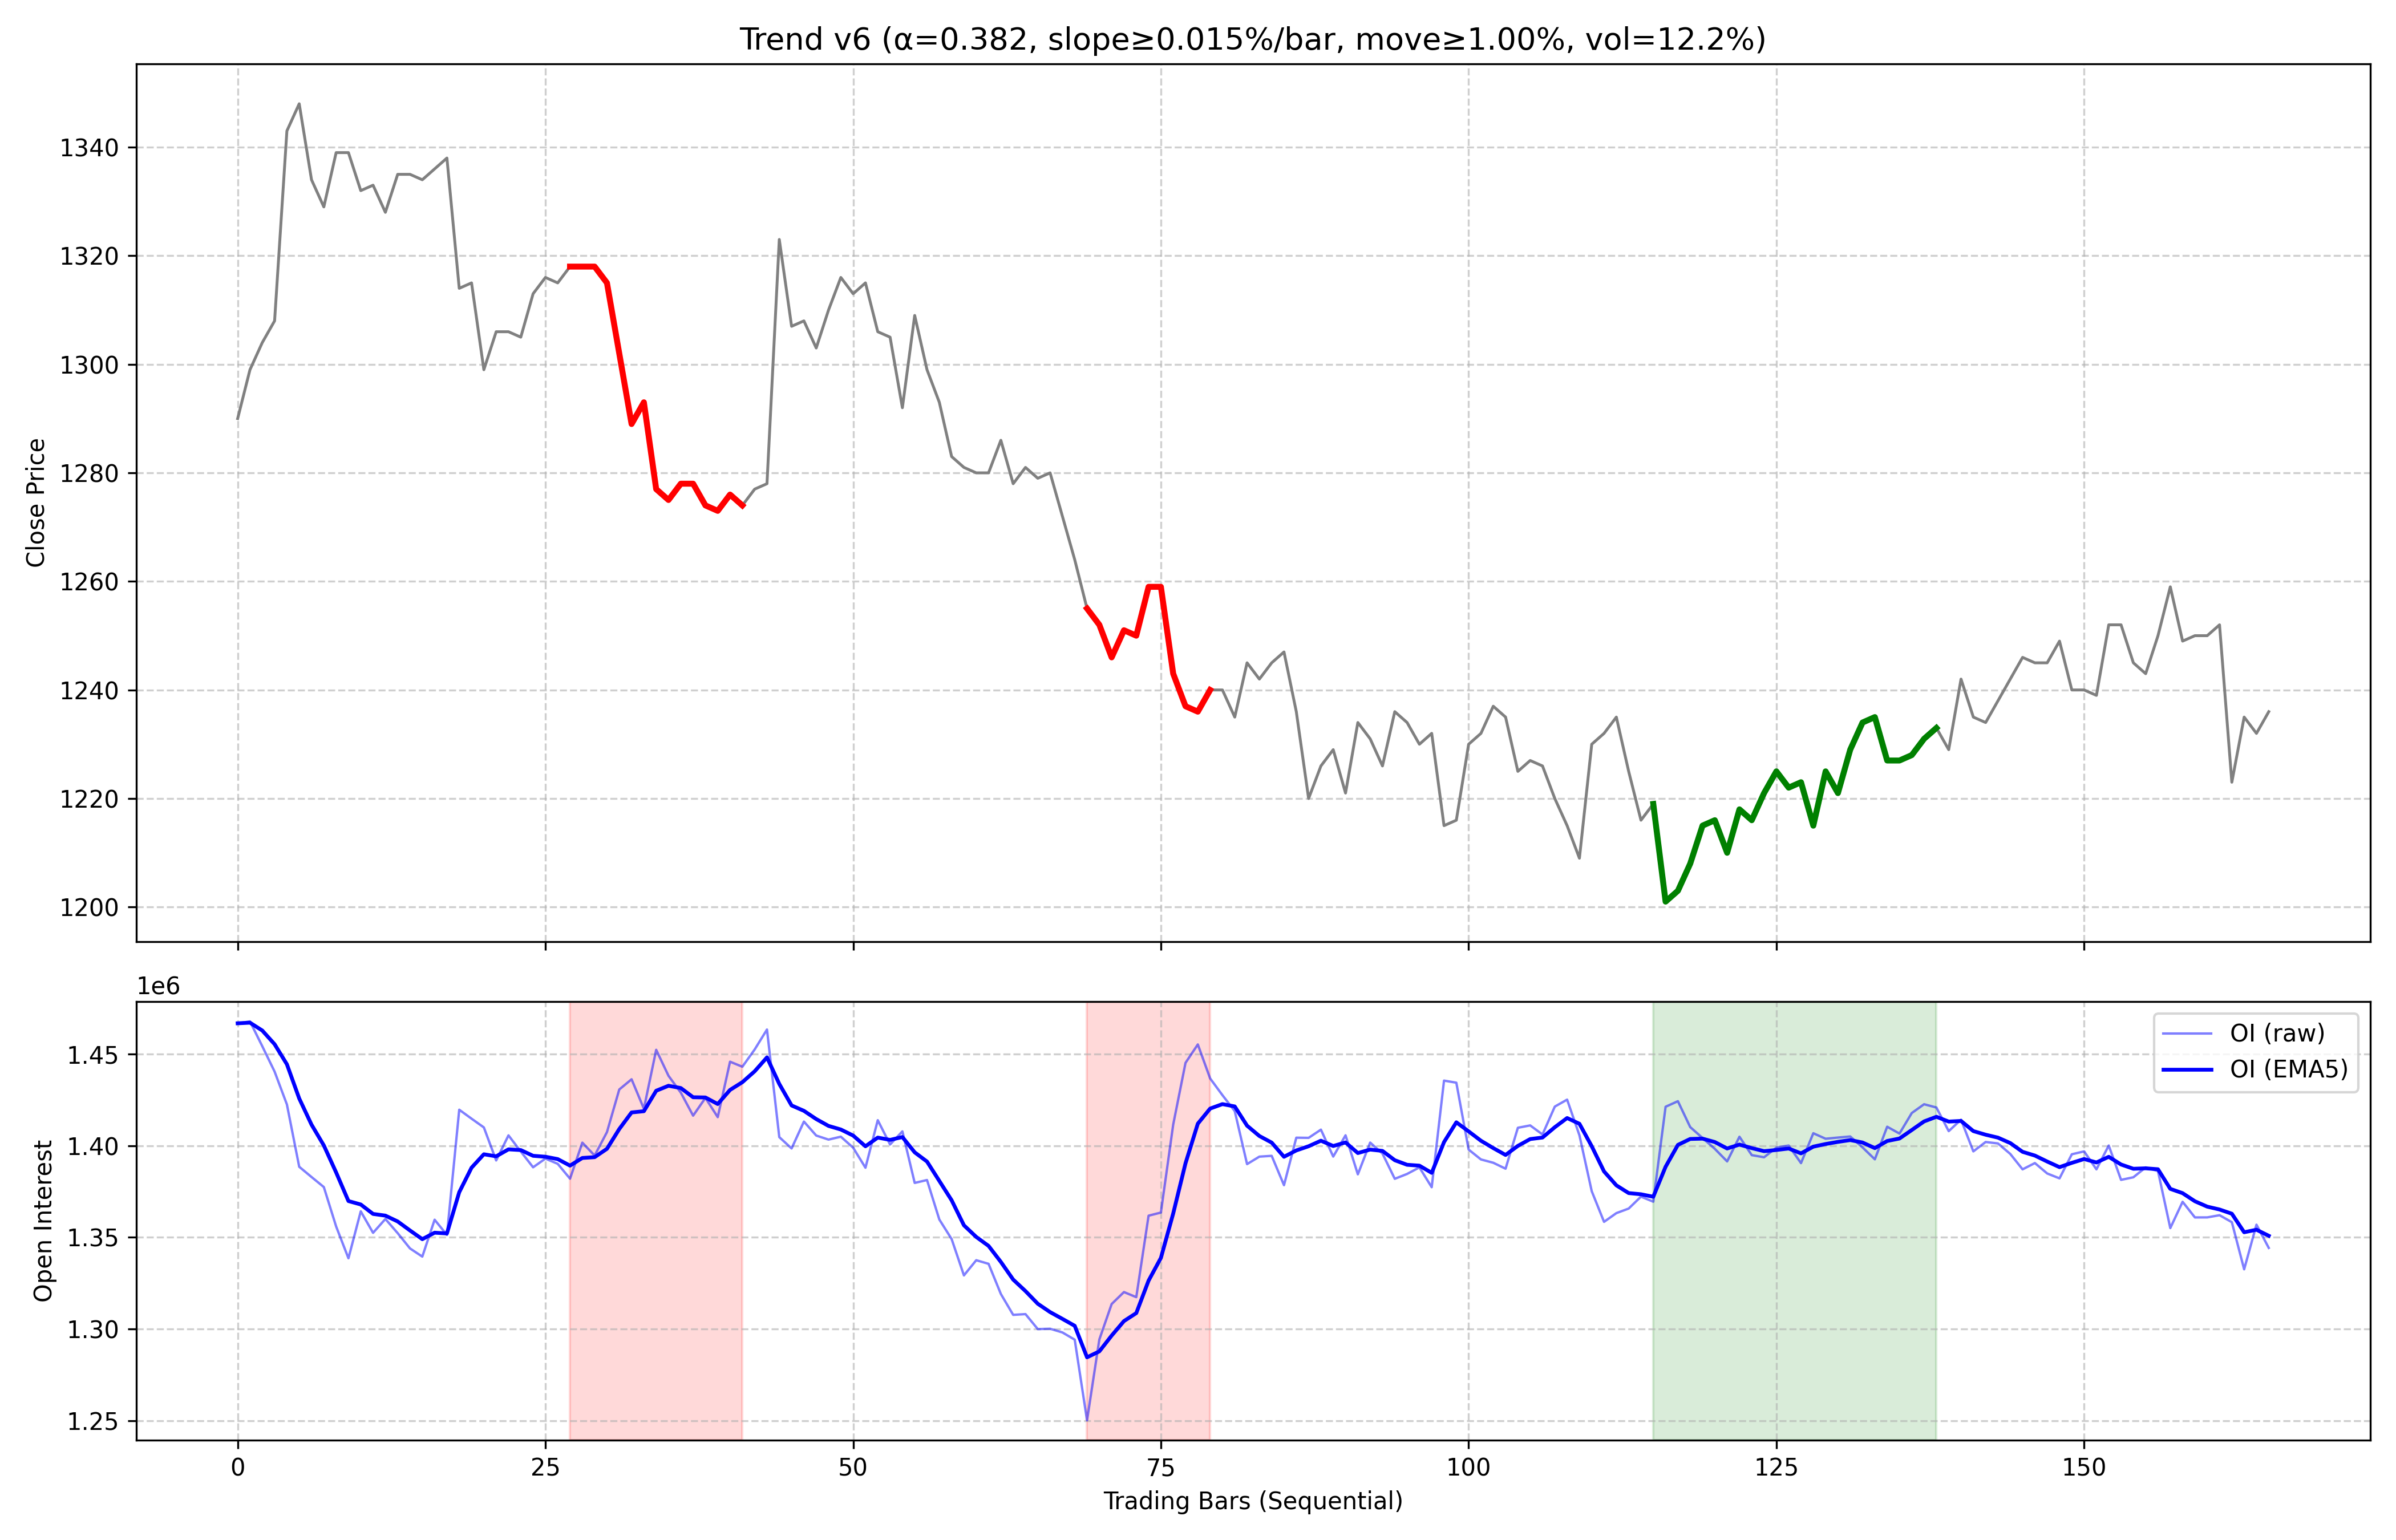 Trend v6 (α=0.382, slope≥0.015%/bar, move≥1.00%, vol=12.2%)
Close Price
1340
1320
1300
1280
1260
1240
1220
1200
1e6
Open Interest
1.45
1.40
1.35
1.30
1.25
OI (raw)
OI (EMA5)
0
25
50
75
100
125
150
Trading Bars (Sequential)